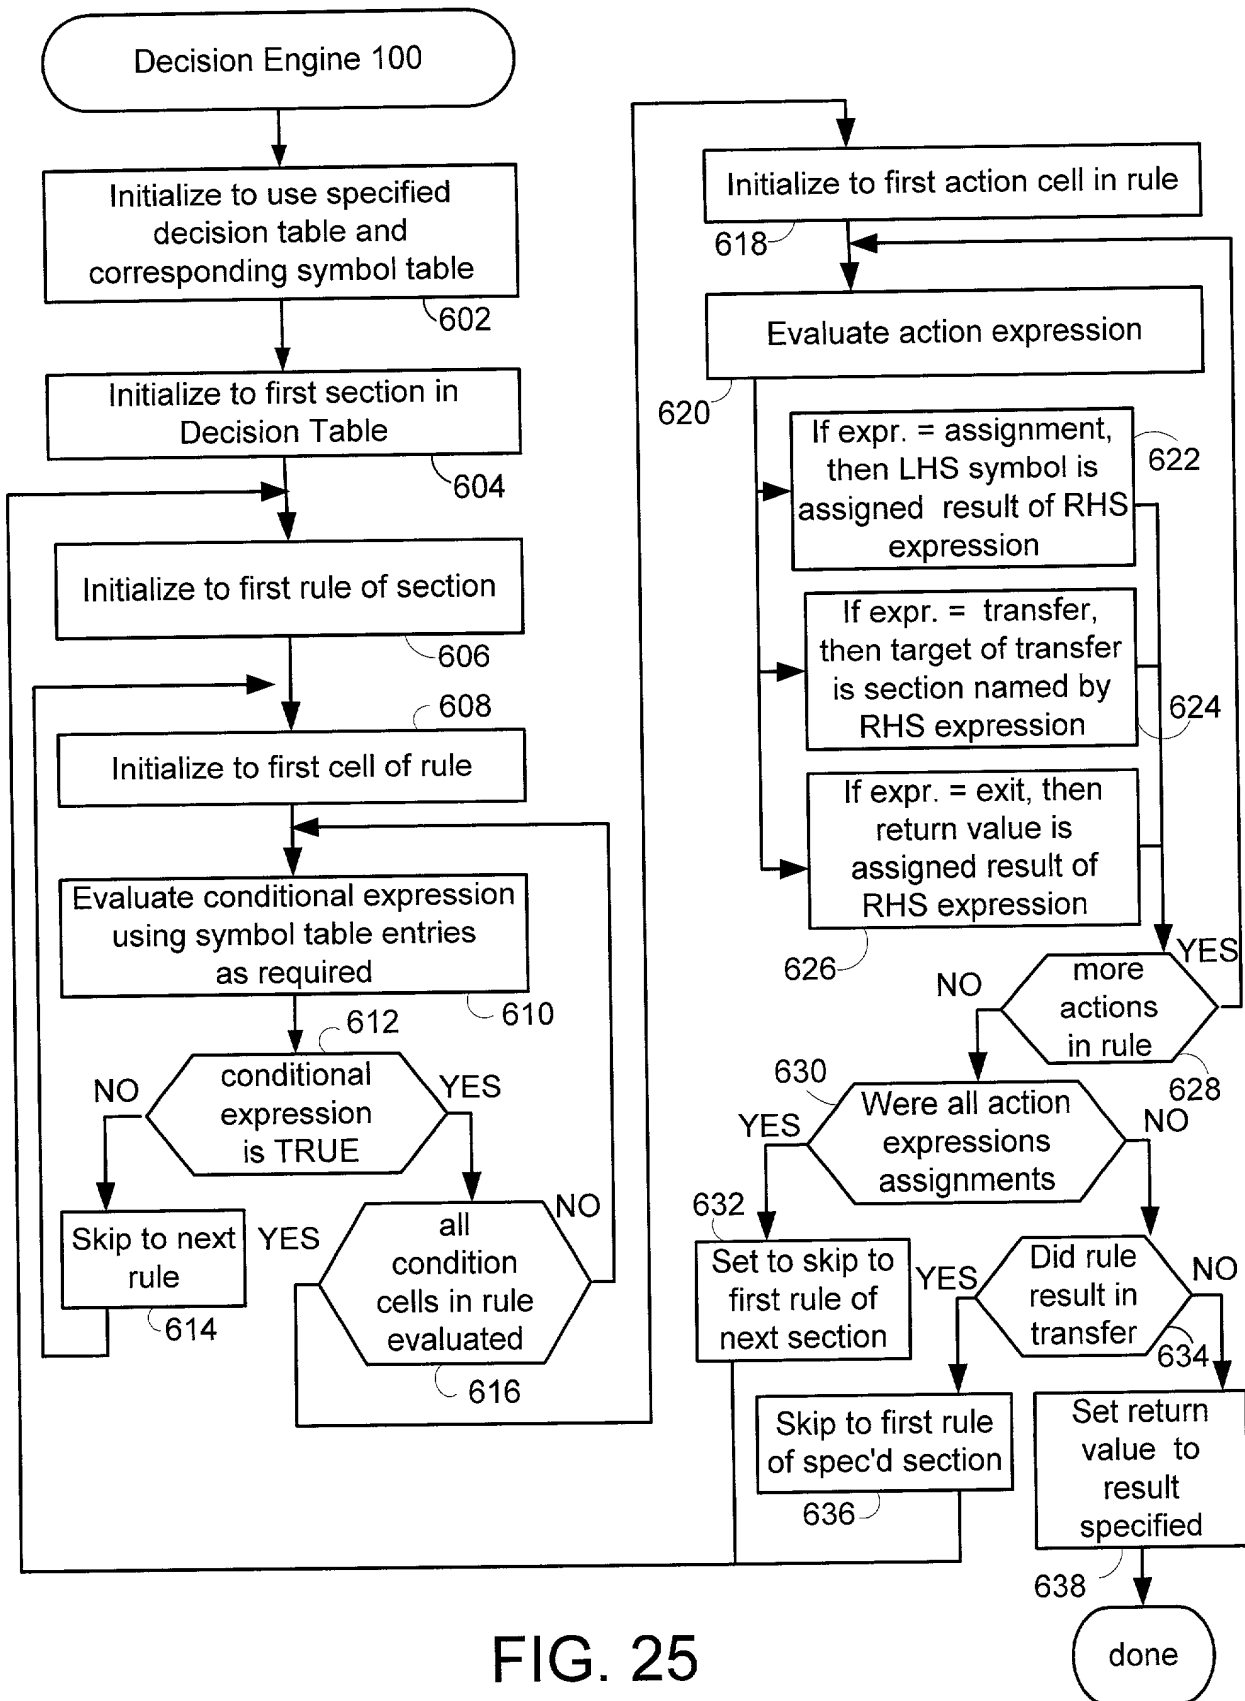 Decision Engine 100
Initialize to use specified
decision table and
corresponding symbol table
602
Initialize to first section in
Decision Table
604
Initialize to first rule of section
606
608
Initialize to first cell of rule
Evaluate conditional expression
using symbol table entries
as required
610
612
conditional
expression
is TRUE
NO
YES
Skip to next
rule
614
YES
all
condition
cells in rule
evaluated
NO
616
Initialize to first action cell in rule
618
Evaluate action expression
620
If expr. = assignment,
then LHS symbol is
assigned result of RHS
expression
622
If expr. = transfer,
then target of transfer
is section named by
RHS expression
624
If expr. = exit, then
return value is
assigned result of
RHS expression
626
YES
NO
more
actions
in rule
628
630
YES
Were all action
expressions
assignments
NO
632
Set to skip to
first rule of
next section
YES
Did rule
result in
transfer
NO
634
Skip to first rule
of spec'd section
636
Set return
value to
result
specified
638
done
FIG. 25